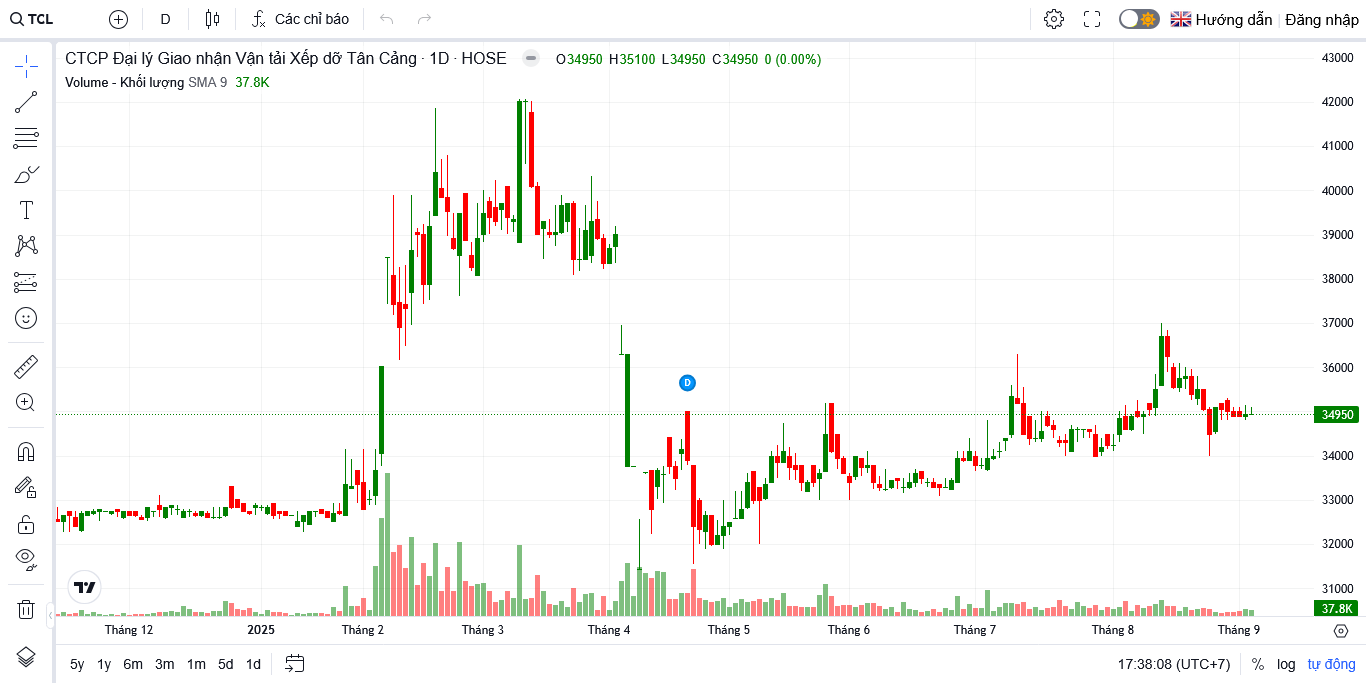 TCL D Các chỉ báo Hướng dẫn Đăng nhập
CTCP Đại lý Giao nhận Vận tải Xếp dỡ Tân Cảng · 1D · HOSE O34950 H35100 L34950 C34950 0 (0.00%)
Volume - Khối lượng SMA 9 37.8K
43000
42000
41000
40000
39000
38000
37000
36000
34950
34000
33000
32000
31000
37.8K
D
Tháng 12 2025 Tháng 2 Tháng 3 Tháng 4 Tháng 5 Tháng 6 Tháng 7 Tháng 8 Tháng 9
5y 1y 6m 3m 1m 5d 1d 17:38:08 (UTC+7) % log tự động